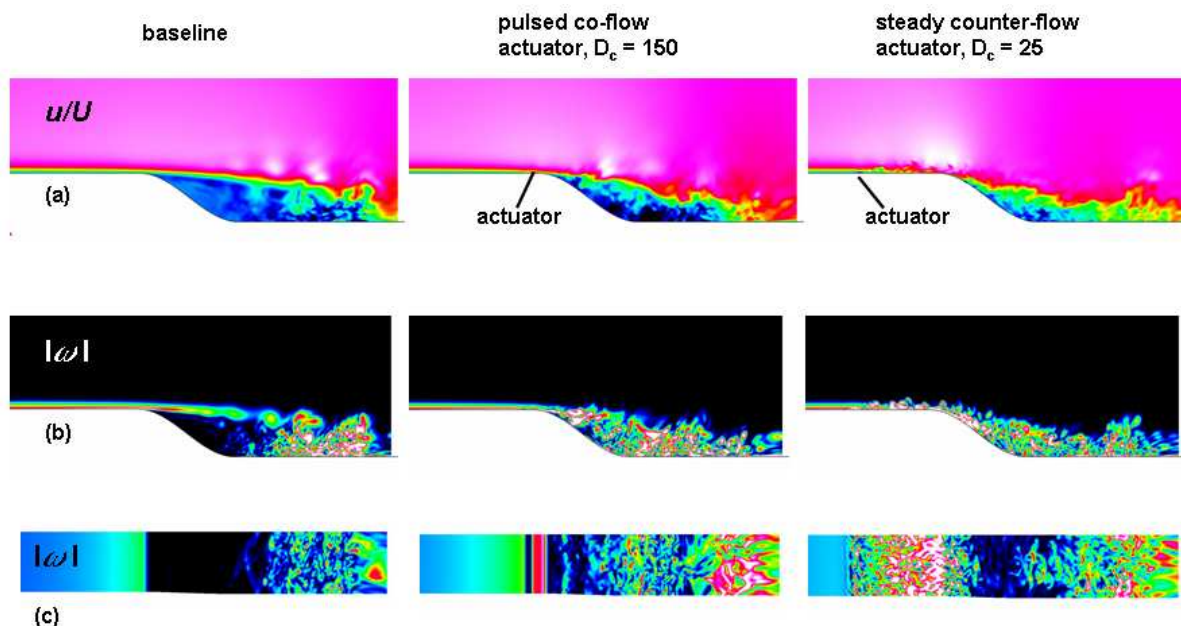 baseline
pulsed co-flow
actuator, D_c = 150
steady counter-flow
actuator, D_c = 25
u/U
(a)
actuator
actuator
|ω|
(b)
|ω|
(c)